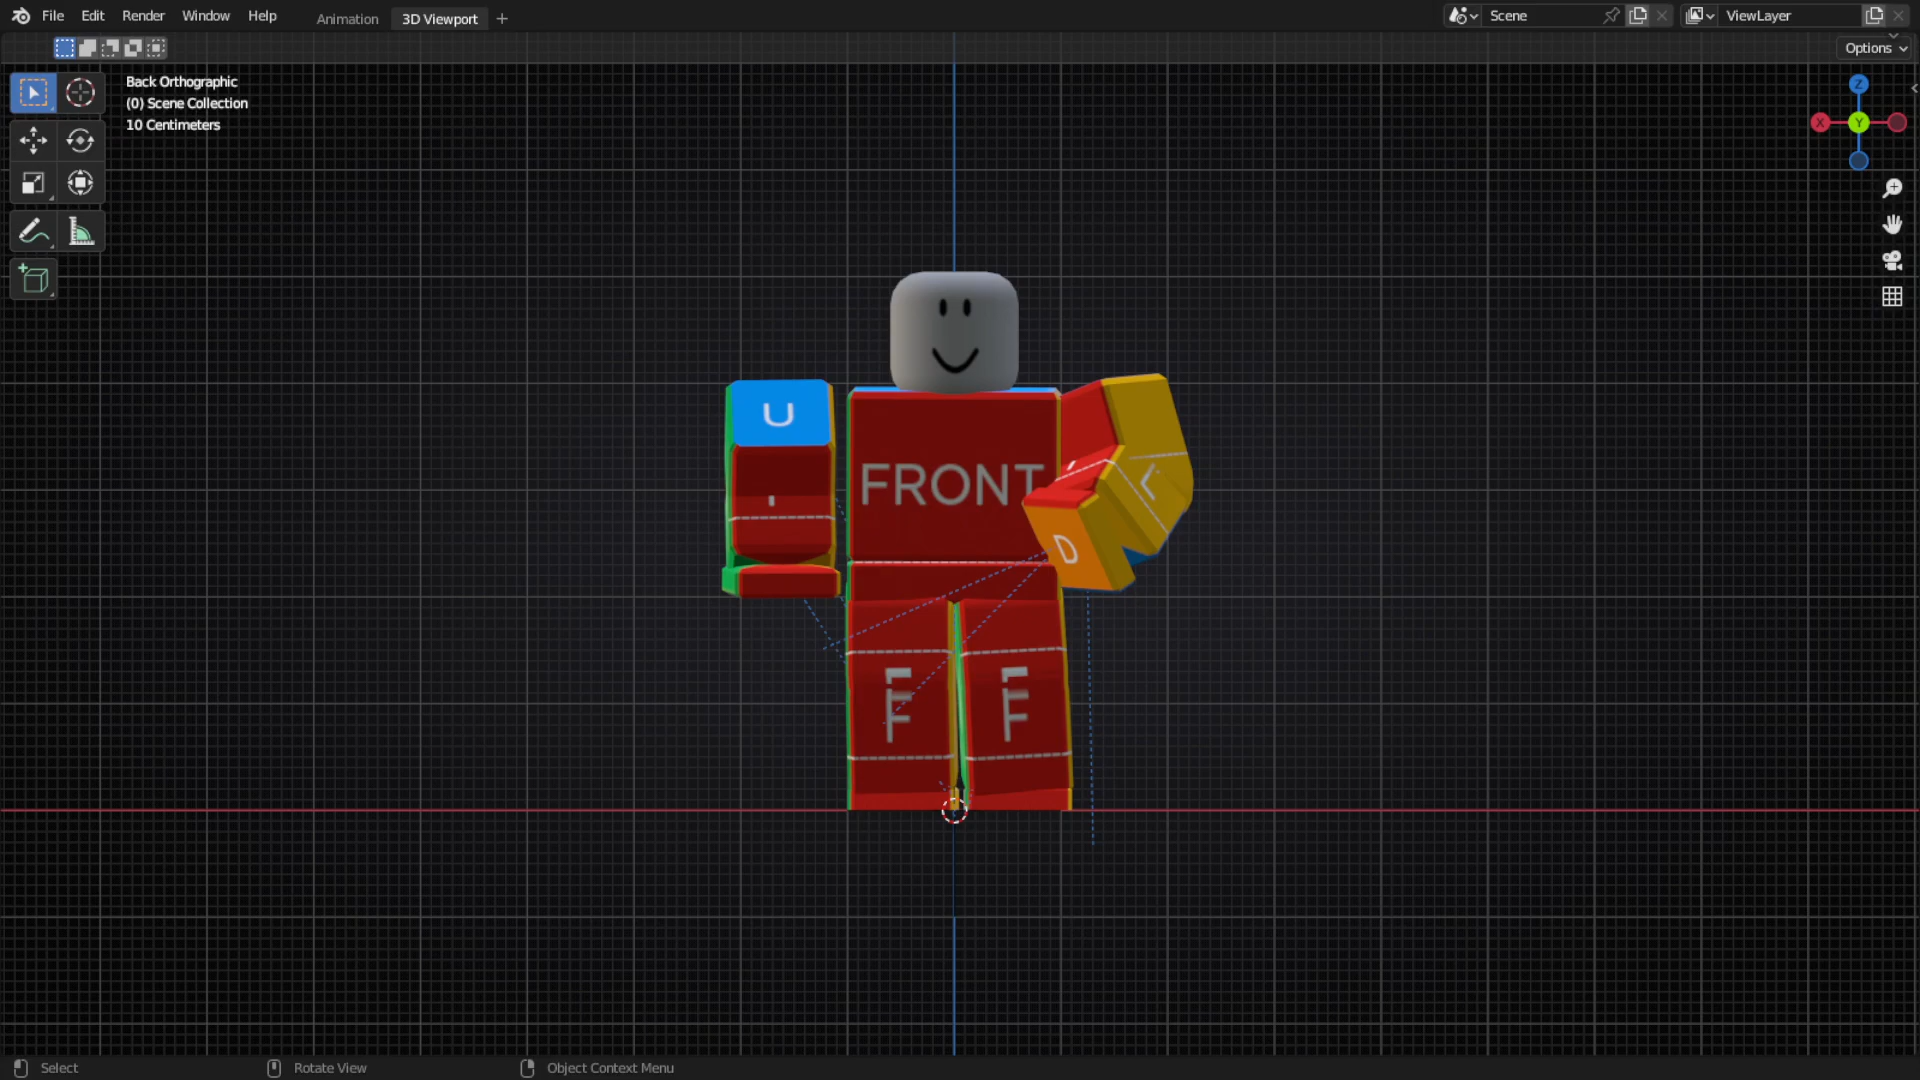 File Edit Render Window Help Animation 3D Viewport + Scene ViewLayer
Options
Back Orthographic
(0) Scene Collection
10 Centimeters
Z
X Y
U
FRONT
L
D
F F
Select Rotate View Object Context Menu